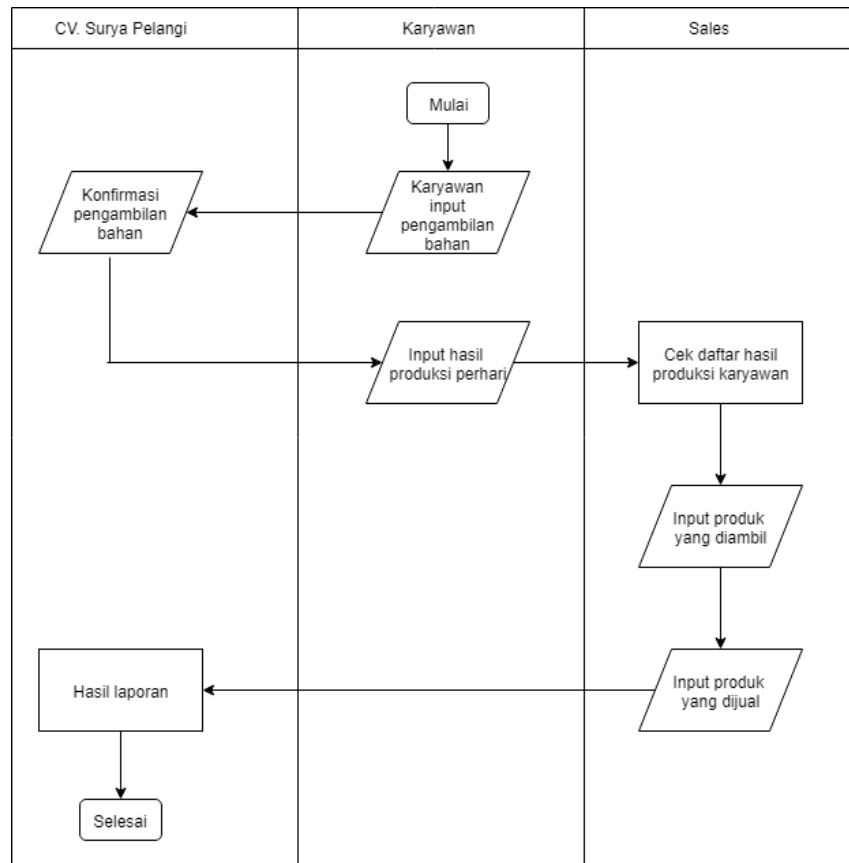 CV. Surya Pelangi
Karyawan
Sales
Mulai
Karyawan
input
pengambilan
bahan
Konfirmasi
pengambilan
bahan
Input hasil
produksi perhari
Cek daftar hasil
produksi karyawan
Input produk
yang diambil
Input produk
yang dijual
Hasil laporan
Selesai